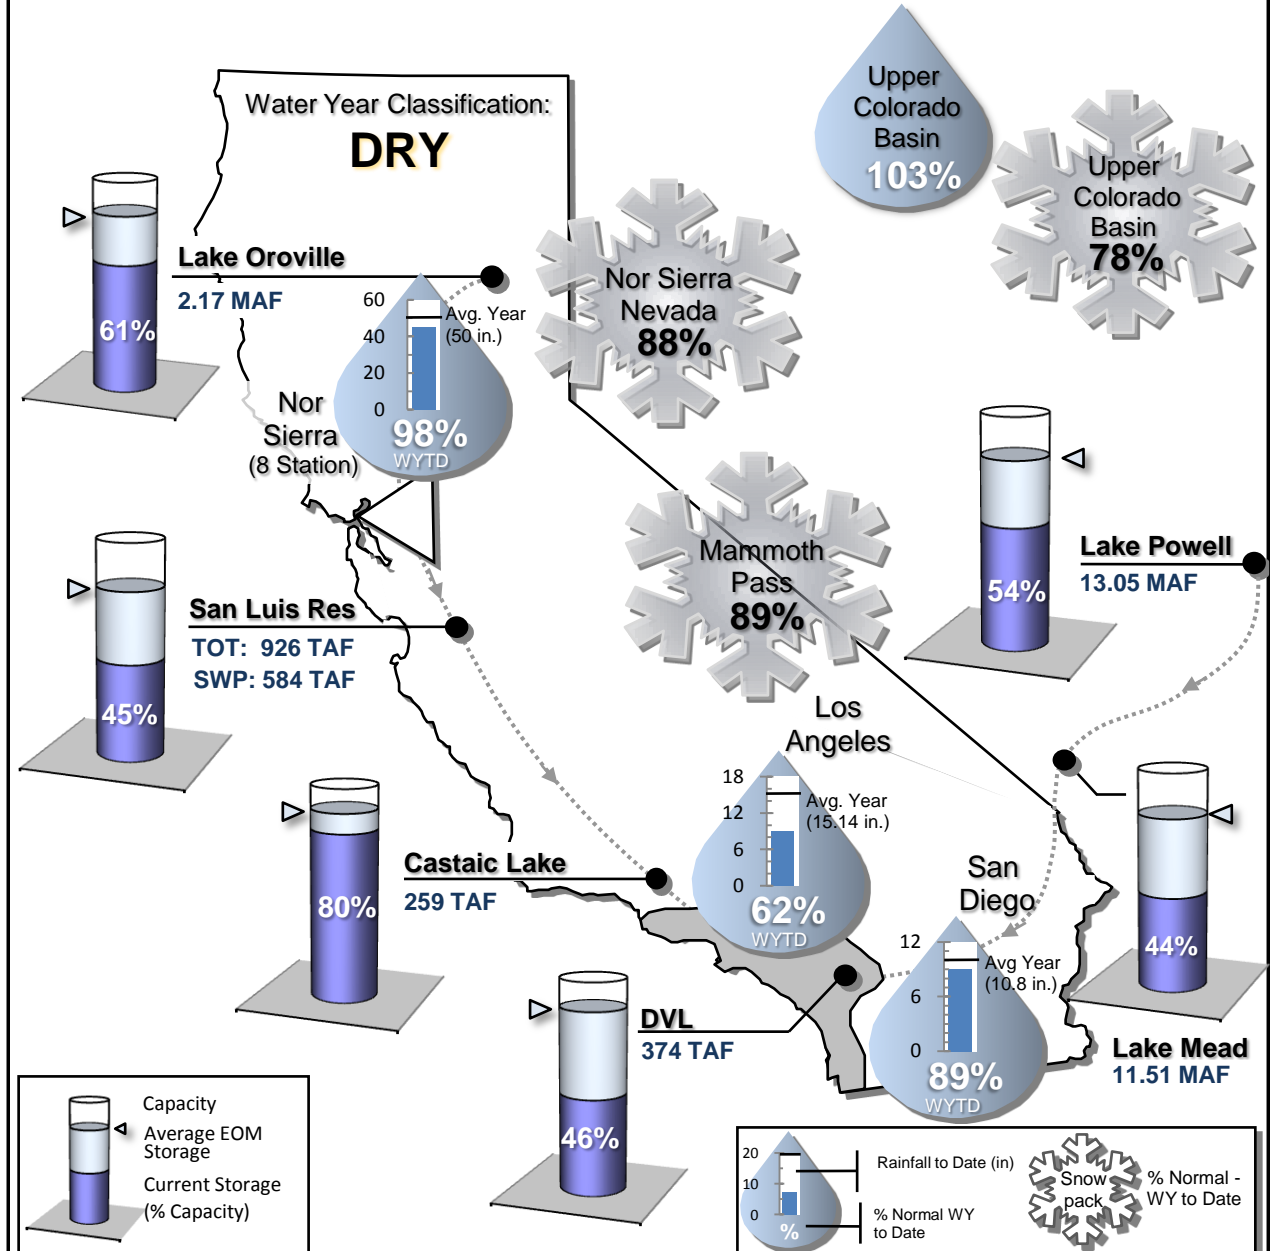 Water Year Classification:
DRY
Upper
Colorado
Basin
103%
Upper
Colorado
Basin
78%
Lake Oroville
2.17 MAF
61%
60
40
20
0
Avg. Year
(50 in.)
98%
WYTD
Nor
Sierra
(8 Station)
Nor Sierra
Nevada
88%
Mammoth
Pass
89%
Lake Powell
13.05 MAF
54%
San Luis Res
TOT: 926 TAF
SWP: 584 TAF
45%
Los
Angeles
18
12
6
0
Avg. Year
(15.14 in.)
62%
WYTD
Castaic Lake
259 TAF
80%
San
Diego
12
6
0
Avg Year
(10.8 in.)
89%
WYTD
44%
Lake Mead
11.51 MAF
DVL
374 TAF
46%
Capacity
Average EOM
Storage
Current Storage
(% Capacity)
20
10
0
%
Rainfall to Date (in)
% Normal WY
to Date
Snow
pack
% Normal -
WY to Date